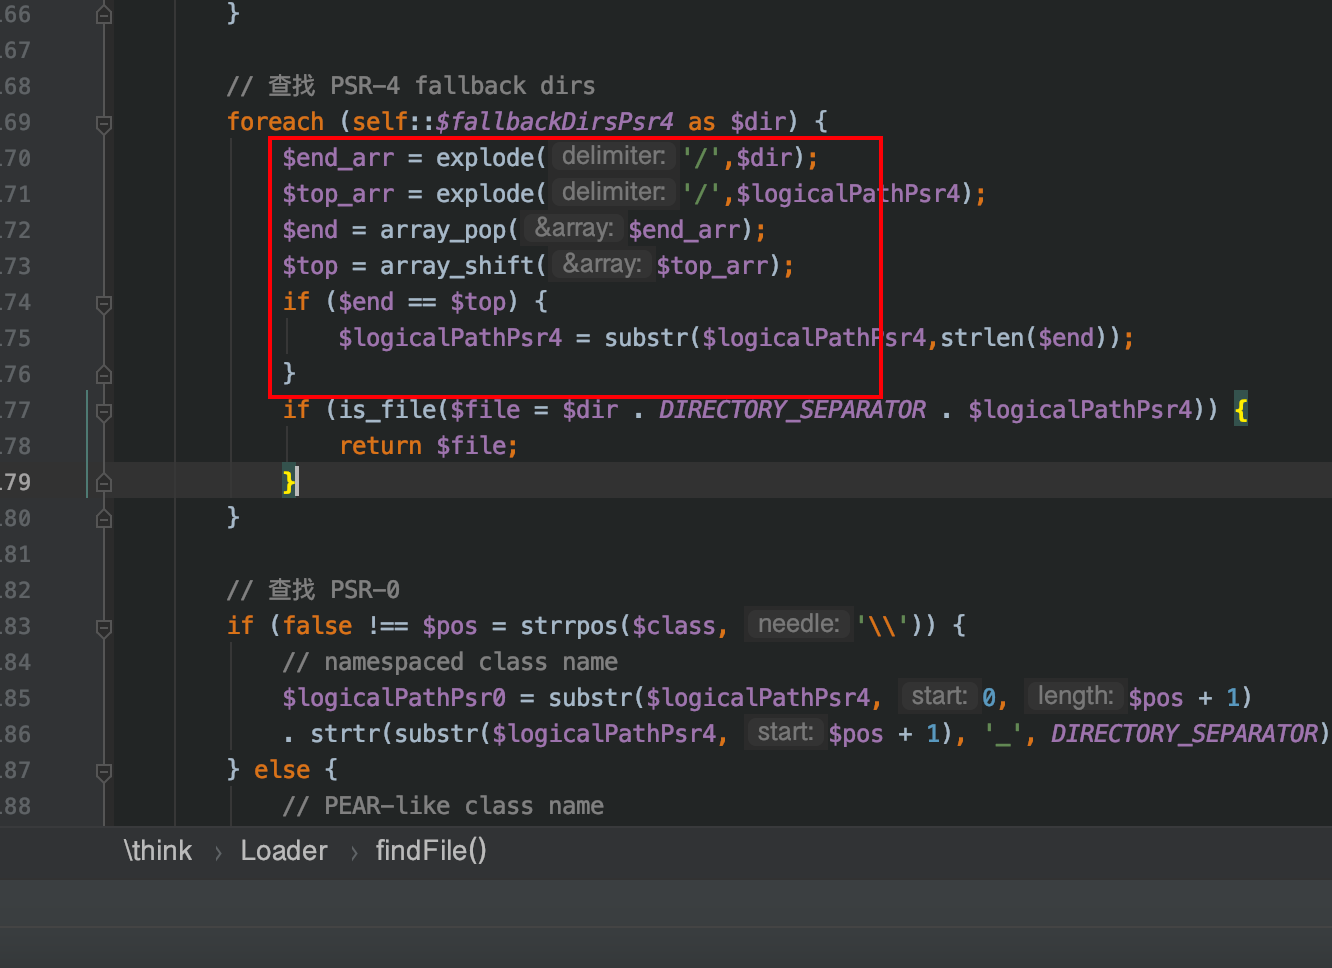 166 }
167
168 // 查找 PSR-4 fallback dirs
169 foreach (self::$fallbackDirsPsr4 as $dir) {
170 $end_arr = explode( delimiter: '/',$dir);
171 $top_arr = explode( delimiter: '/',$logicalPathPsr4);
172 $end = array_pop( &array: $end_arr);
173 $top = array_shift( &array: $top_arr);
174 if ($end == $top) {
175 $logicalPathPsr4 = substr($logicalPathPsr4,strlen($end));
176 }
177 if (is_file($file = $dir . DIRECTORY_SEPARATOR . $logicalPathPsr4)) {
178 return $file;
179 }
180 }
181
182 // 查找 PSR-0
183 if (false !== $pos = strrpos($class, needle: '\\')) {
184 // namespaced class name
185 $logicalPathPsr0 = substr($logicalPathPsr4, start: 0, length: $pos + 1)
186 . strtr(substr($logicalPathPsr4, start: $pos + 1), '_', DIRECTORY_SEPARATOR)
187 } else {
188 // PEAR-like class name
\think › Loader › findFile()